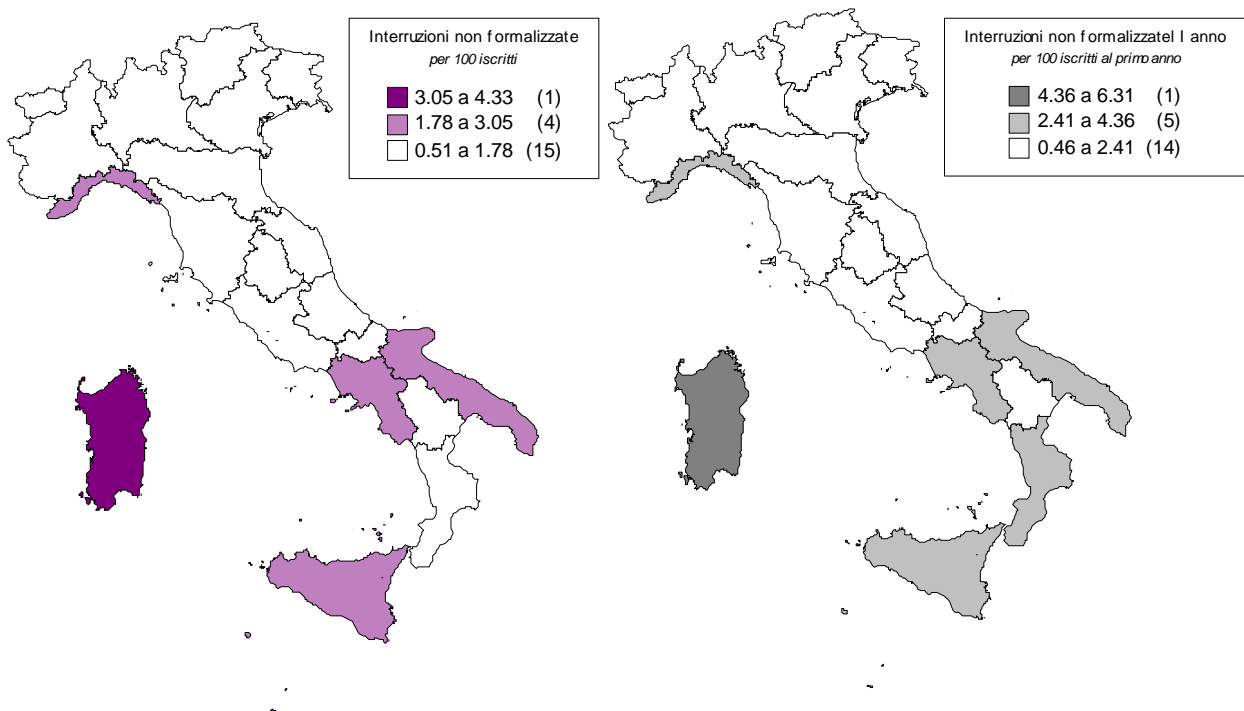 Interruzioni non formalizzate
per 100 iscritti
3.05 a 4.33 (1)
1.78 a 3.05 (4)
0.51 a 1.78 (15)
Interruzioni non formalizzatel I anno
per 100 iscritti al primo anno
4.36 a 6.31 (1)
2.41 a 4.36 (5)
0.46 a 2.41 (14)